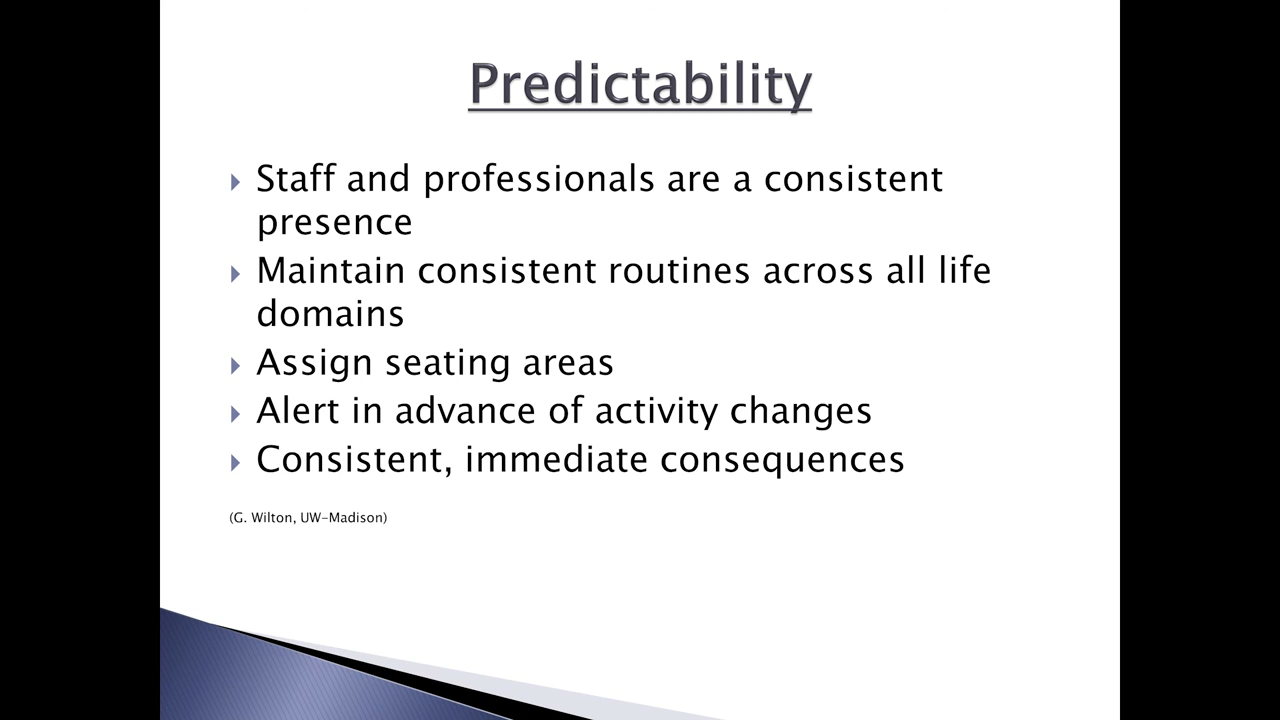 Predictability
Staff and professionals are a consistent
presence
Maintain consistent routines across all life
domains
Assign seating areas
Alert in advance of activity changes
Consistent, immediate consequences
(G. Wilton, UW-Madison)